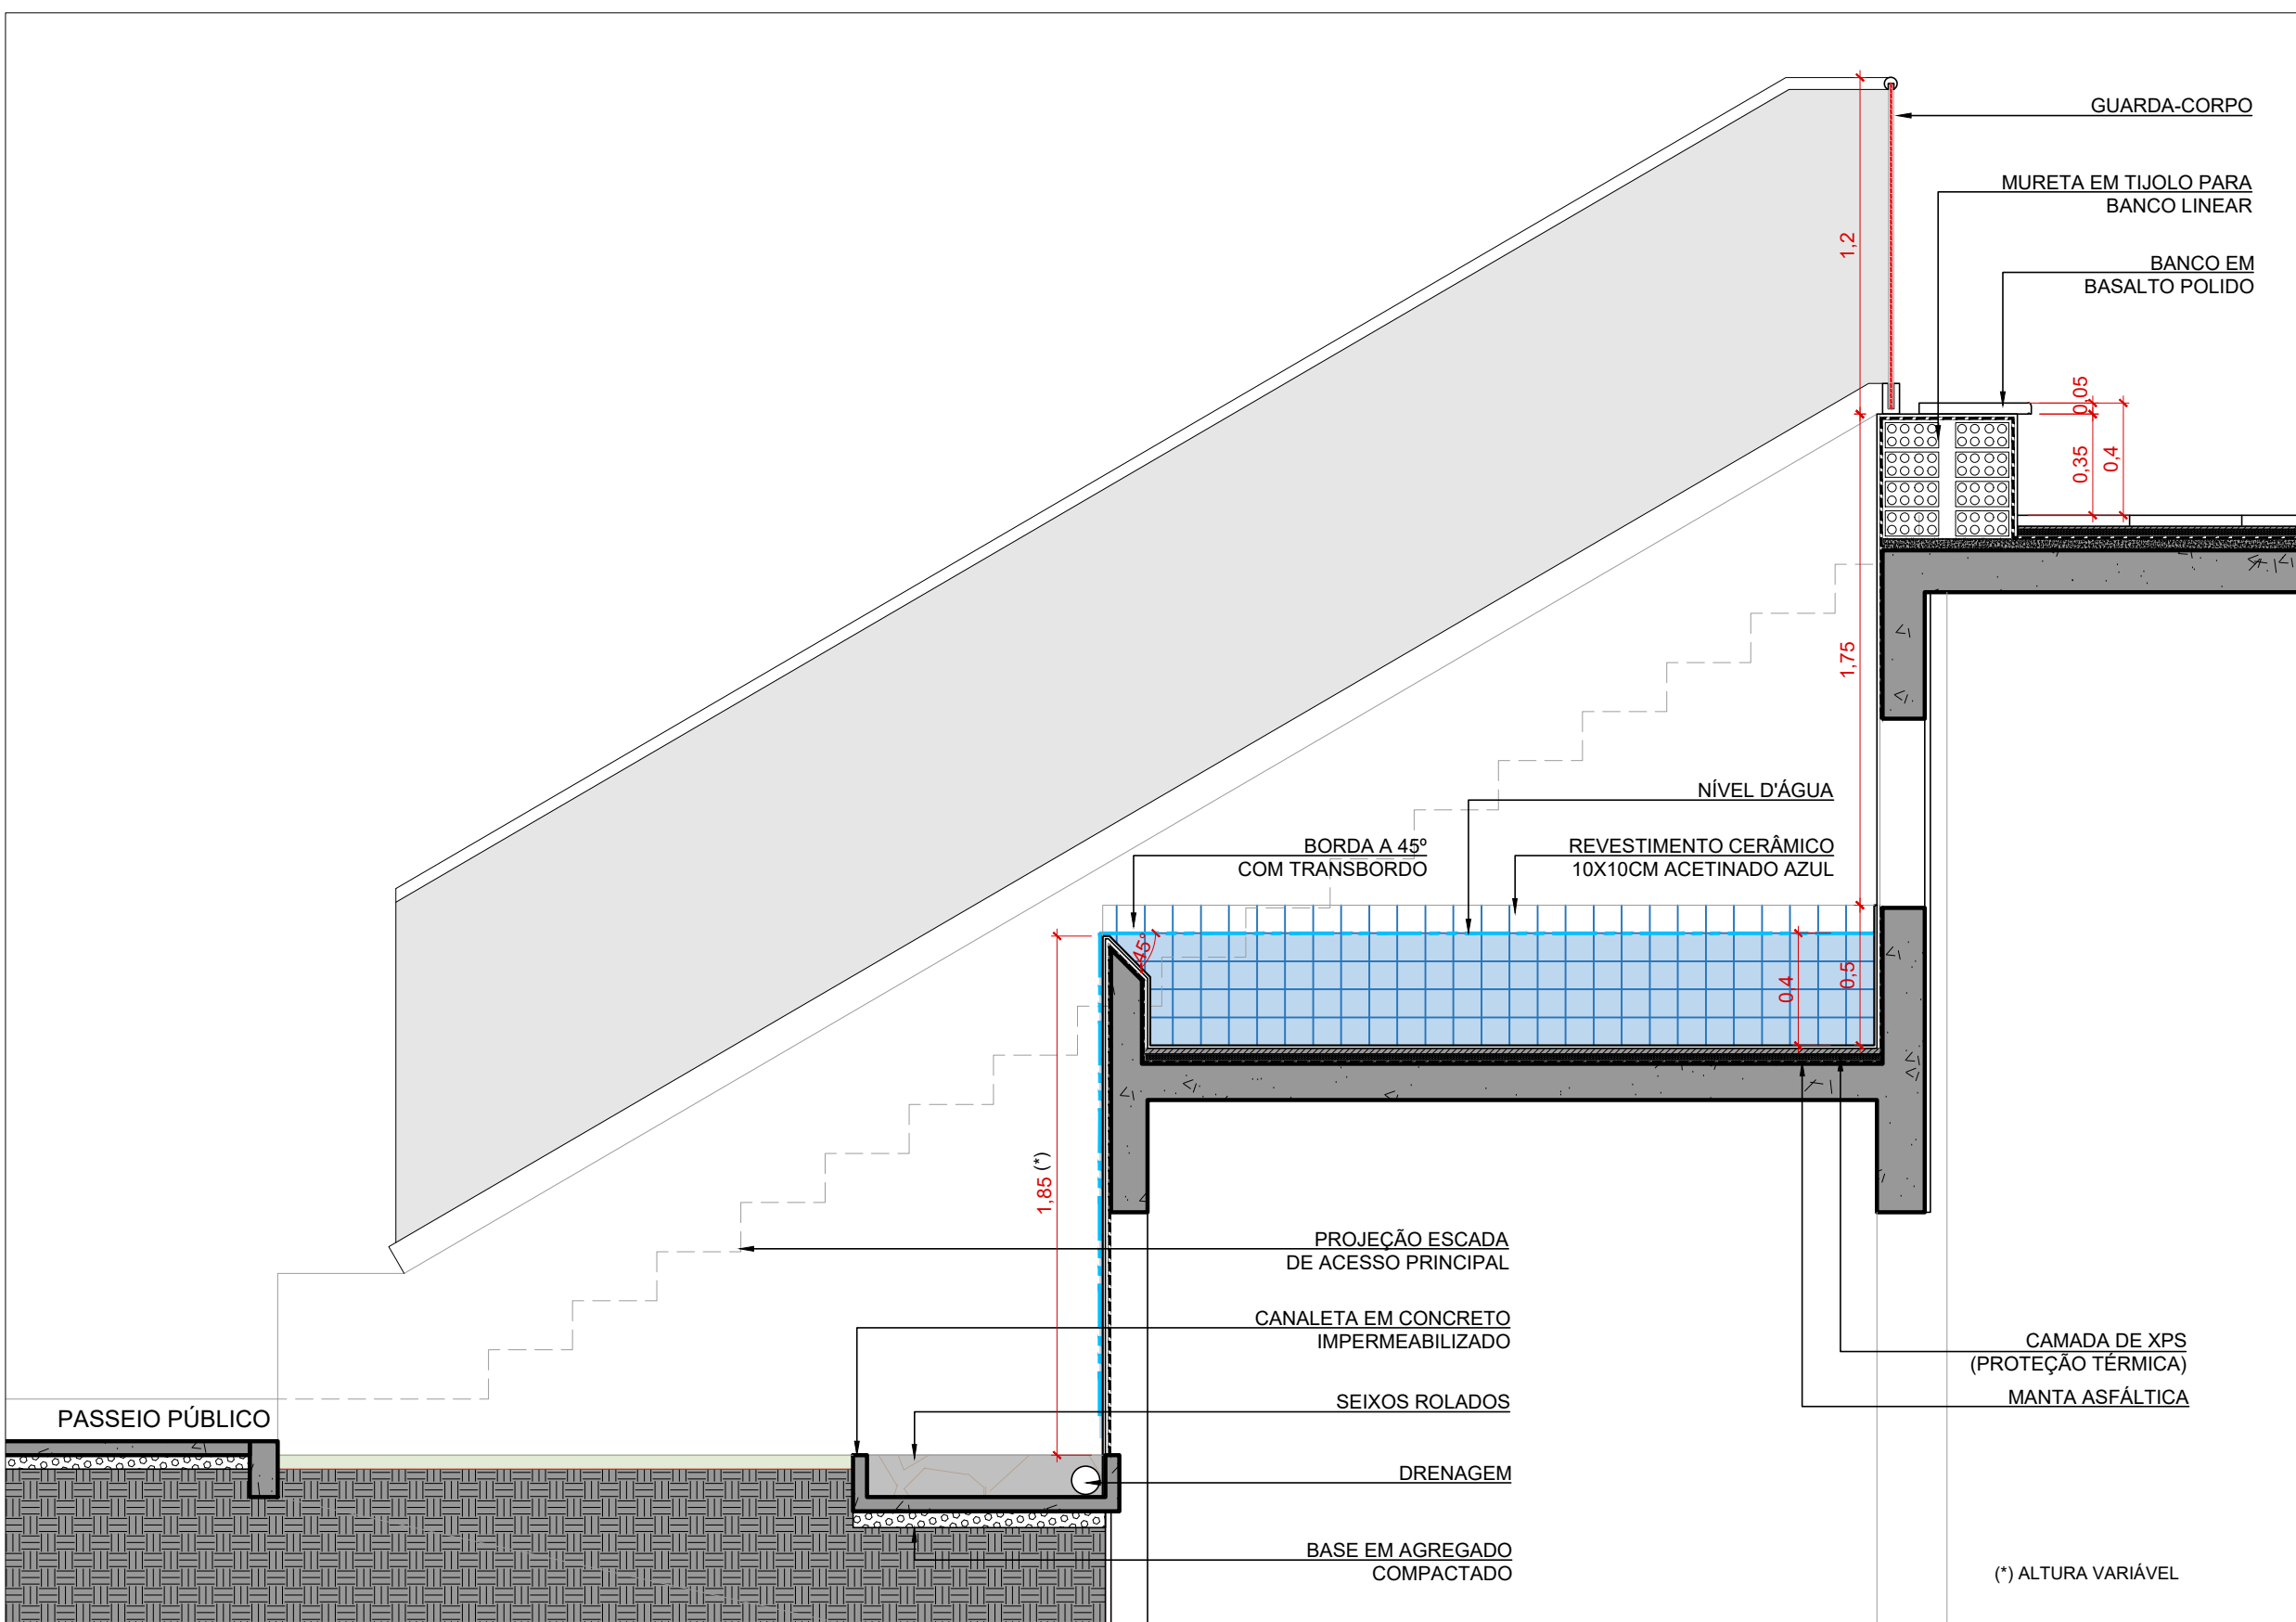 GUARDA-CORPO
MURETA EM TIJOLO PARA
BANCO LINEAR
1,2
BANCO EM
BASALTO POLIDO
0,05
0,35
0,4
1,75
NÍVEL D'ÁGUA
BORDA A 45º
COM TRANSBORDO
REVESTIMENTO CERÂMICO
10X10CM ACETINADO AZUL
45°
0,4
0,5
1,85 (*)
PROJEÇÃO ESCADA
DE ACESSO PRINCIPAL
CANALETA EM CONCRETO
IMPERMEABILIZADO
CAMADA DE XPS
(PROTEÇÃO TÉRMICA)
SEIXOS ROLADOS
MANTA ASFÁLTICA
PASSEIO PÚBLICO
DRENAGEM
BASE EM AGREGADO
COMPACTADO
(*) ALTURA VARIÁVEL